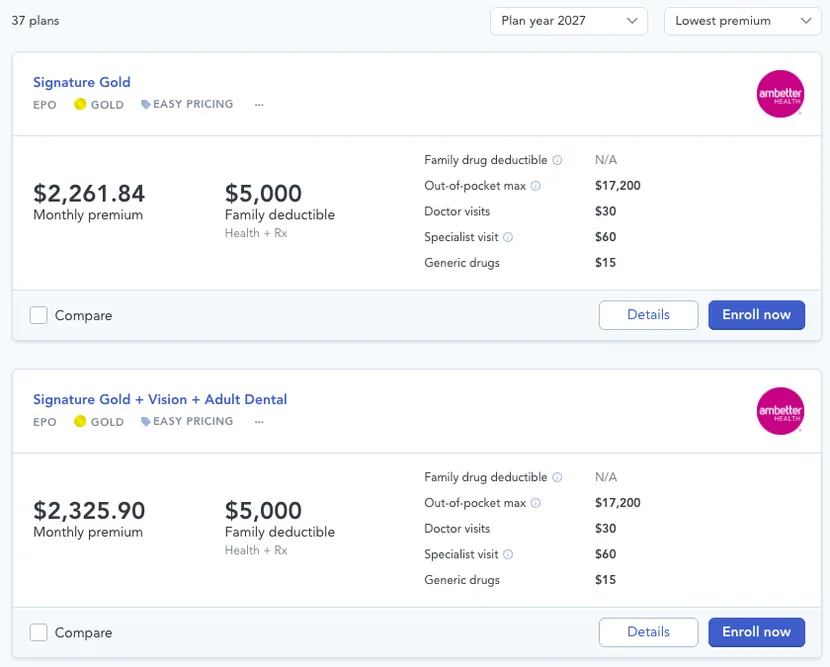 37 plans
Plan year 2027
Lowest premium
Signature Gold
EPO GOLD EASY PRICING ...
ambetter
HEALTH
Family drug deductible N/A
Out-of-pocket max $17,200
Doctor visits $30
Specialist visit $60
Generic drugs $15
$2,261.84
Monthly premium
$5,000
Family deductible
Health + Rx
Compare
Details
Enroll now
Signature Gold + Vision + Adult Dental
EPO GOLD EASY PRICING ...
ambetter
HEALTH
Family drug deductible N/A
Out-of-pocket max $17,200
Doctor visits $30
Specialist visit $60
Generic drugs $15
$2,325.90
Monthly premium
$5,000
Family deductible
Health + Rx
Compare
Details
Enroll now